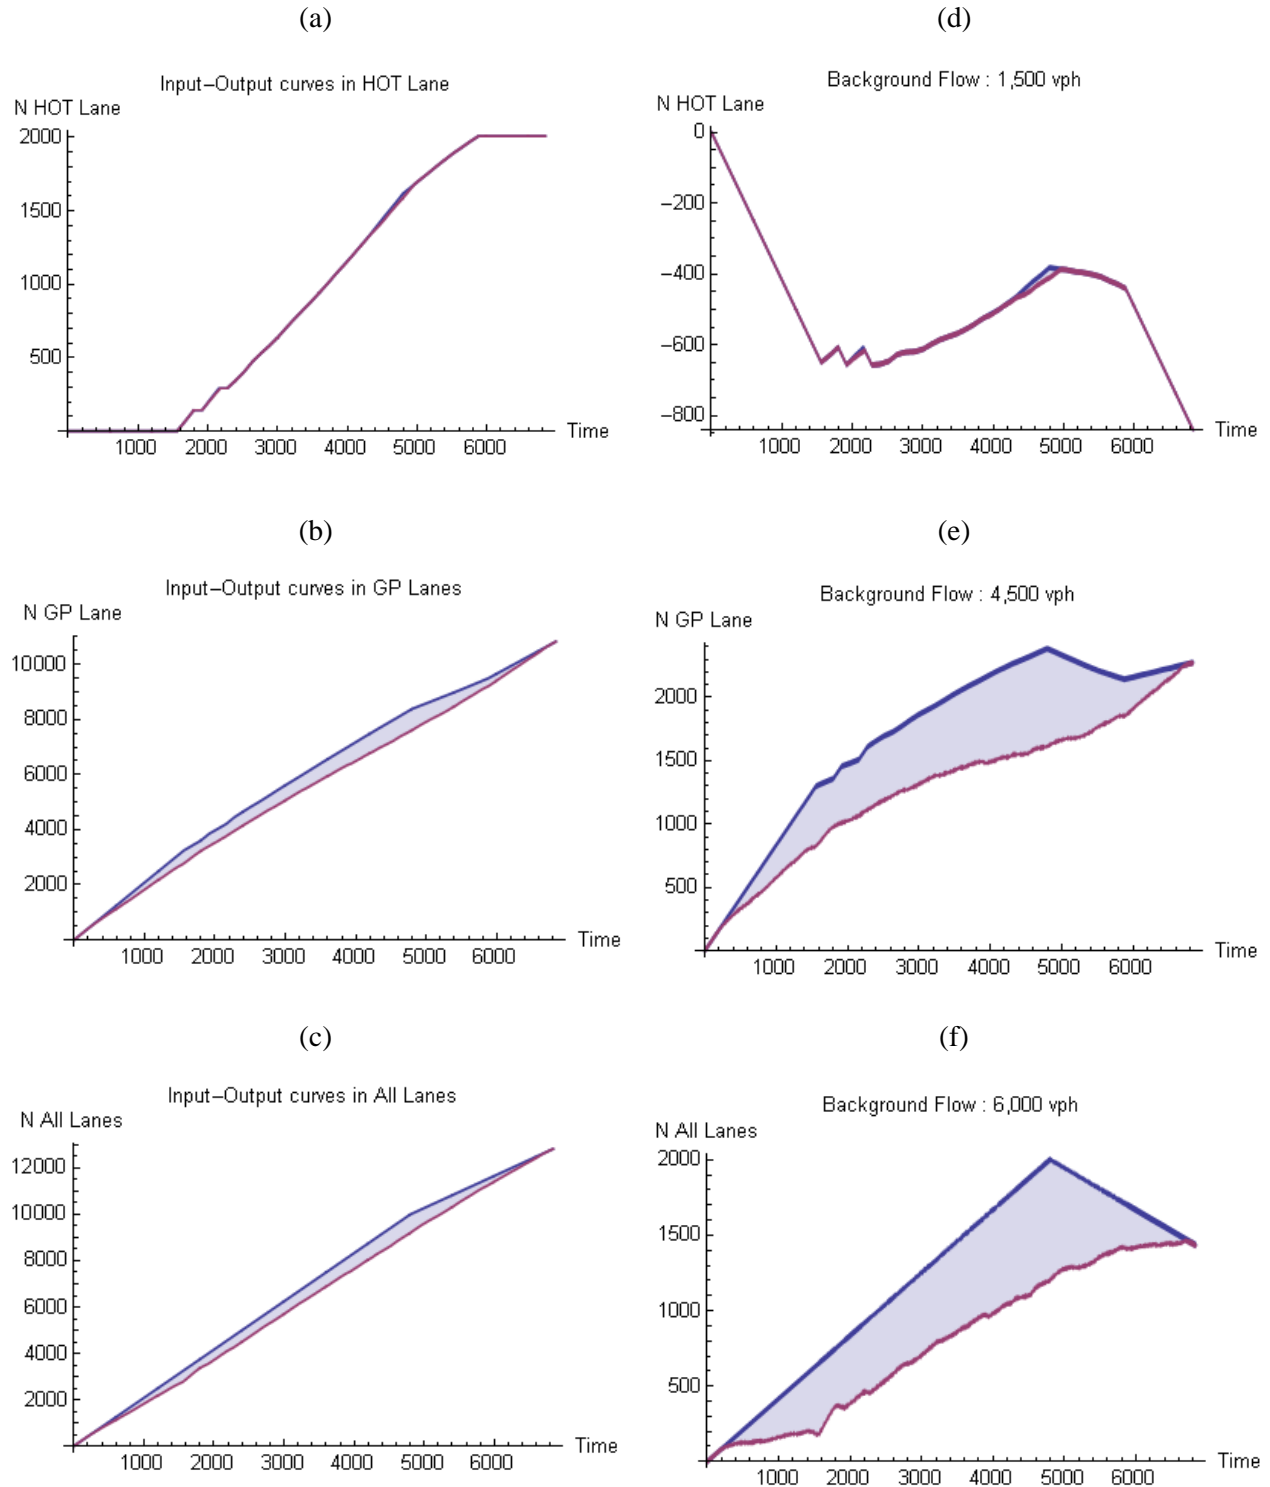 (a)
Input–Output curves in HOT Lane
N HOT Lane
2000
1500
1000
500
1000 2000 3000 4000 5000 6000
Time
(d)
Background Flow : 1,500 vph
N HOT Lane
0
−200
−400
−600
−800
1000 2000 3000 4000 5000 6000
Time
(b)
Input–Output curves in GP Lanes
N GP Lane
10000
8000
6000
4000
2000
1000 2000 3000 4000 5000 6000
Time
(e)
Background Flow : 4,500 vph
N GP Lane
2000
1500
1000
500
1000 2000 3000 4000 5000 6000
Time
(c)
Input–Output curves in All Lanes
N All Lanes
12000
10000
8000
6000
4000
2000
1000 2000 3000 4000 5000 6000
Time
(f)
Background Flow : 6,000 vph
N All Lanes
2000
1500
1000
500
1000 2000 3000 4000 5000 6000
Time